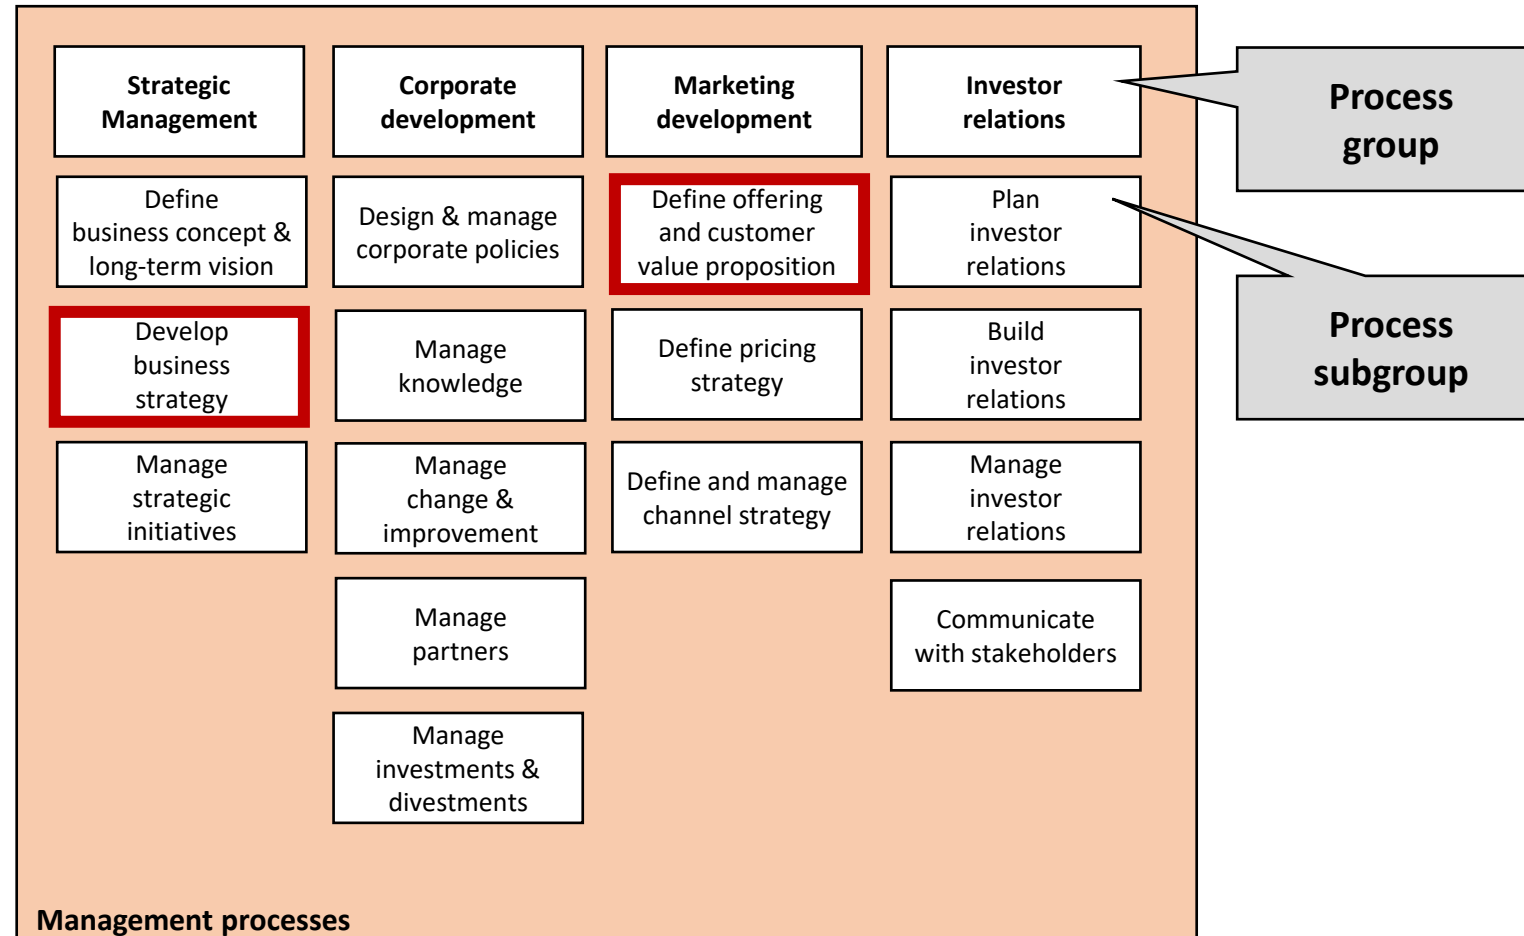 Strategic
Management
Corporate
development
Marketing
development
Investor
relations
Process
group
Define
business concept &
long-term vision
Design & manage
corporate policies
Define offering
and customer
value proposition
Plan
investor
relations
Process
subgroup
Develop
business
strategy
Manage
knowledge
Define pricing
strategy
Build
investor
relations
Manage
strategic
initiatives
Manage
change &
improvement
Define and manage
channel strategy
Manage
investor
relations
Manage
partners
Communicate
with stakeholders
Manage
investments &
divestments
Management processes